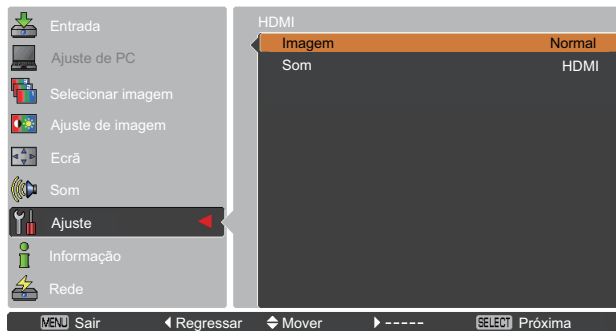 Entrada
Ajuste de PC
Selecionar imagem
Ajuste de imagem
Ecrã
Som
Ajuste
Informação
Rede
HDMI
Imagem Normal
Som HDMI
MENU Sair Regressar Mover ----- SELECT Próxima